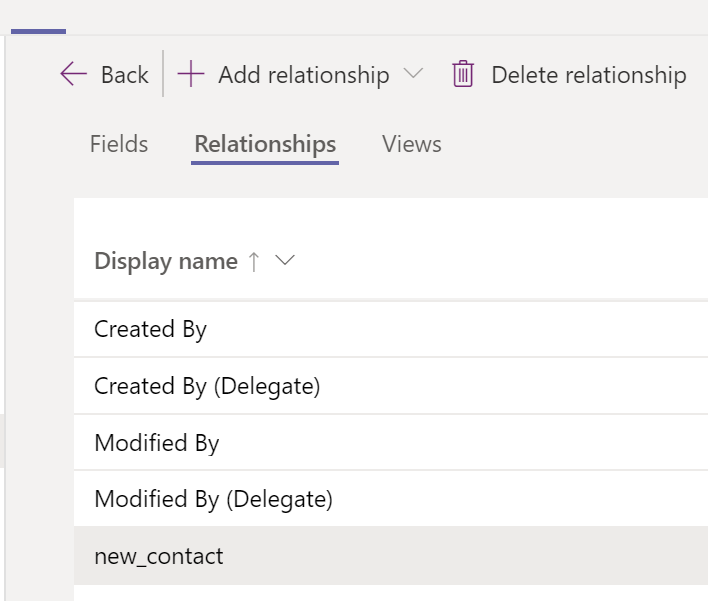 Back Add relationship Delete relationship
Fields Relationships Views
Display name
Created By
Created By (Delegate)
Modified By
Modified By (Delegate)
new_contact